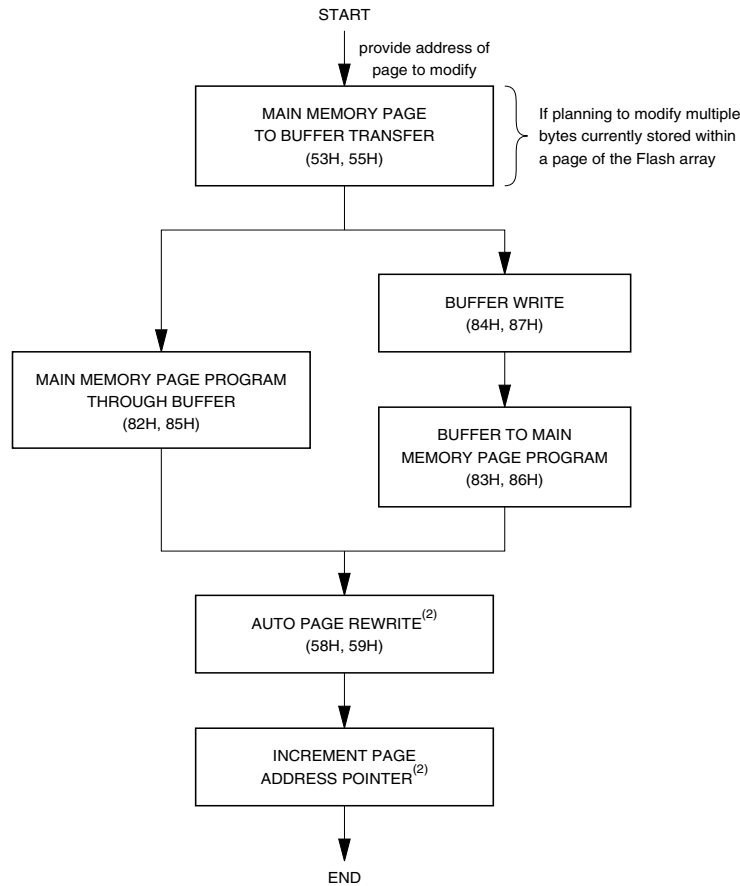 START
provide address of
page to modify
MAIN MEMORY PAGE
TO BUFFER TRANSFER
(53H, 55H)
If planning to modify multiple
bytes currently stored within
a page of the Flash array
BUFFER WRITE
(84H, 87H)
MAIN MEMORY PAGE PROGRAM
THROUGH BUFFER
(82H, 85H)
BUFFER TO MAIN
MEMORY PAGE PROGRAM
(83H, 86H)
AUTO PAGE REWRITE(2)
(58H, 59H)
INCREMENT PAGE
ADDRESS POINTER(2)
END